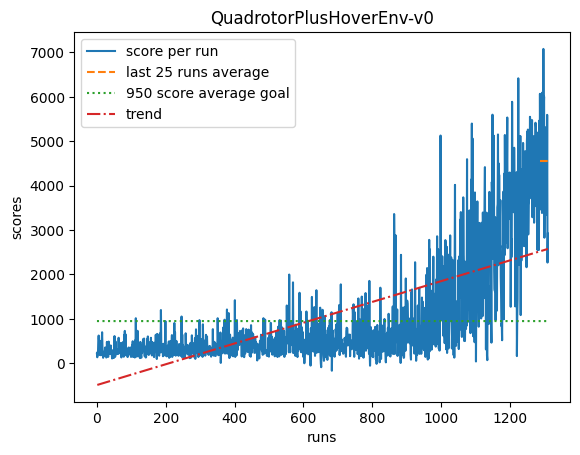 QuadrotorPlusHoverEnv-v0
score per run
last 25 runs average
950 score average goal
trend
scores
7000
6000
5000
4000
3000
2000
1000
0
0 200 400 600 800 1000 1200
runs